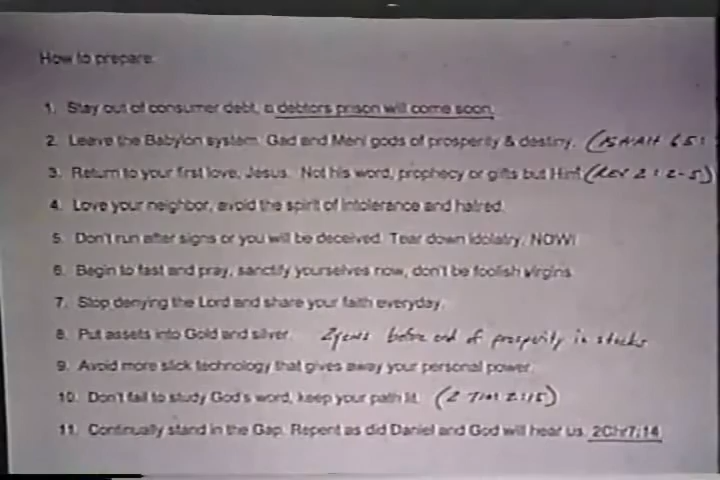 How to prepare:
1. Stay out of consumer debt, a debtors prison will come soon.
2. Leave the Babylon system. Gad and Meni gods of prosperity & destiny. (ISAIAH 65:
3. Return to your first love, Jesus. Not his word, prophecy or gifts but Him! (Rev 2:2-5)
4. Love your neighbor, avoid the spirit of intolerance and hatred.
5. Don't run after signs or you will be deceived. Tear down idolatry, NOW!
6. Begin to fast and pray, sanctify yourselves now, don't be foolish virgins.
7. Stop denying the Lord and share your faith everyday.
8. Put assets into Gold and silver. 2 years before end of prosperity in stocks
9. Avoid more slick technology that gives away your personal power.
10. Don't fail to study God's word, keep your path lit. (2 Tim 2:15)
11. Continually stand in the Gap. Repent as did Daniel and God will hear us. 2Chr7:14